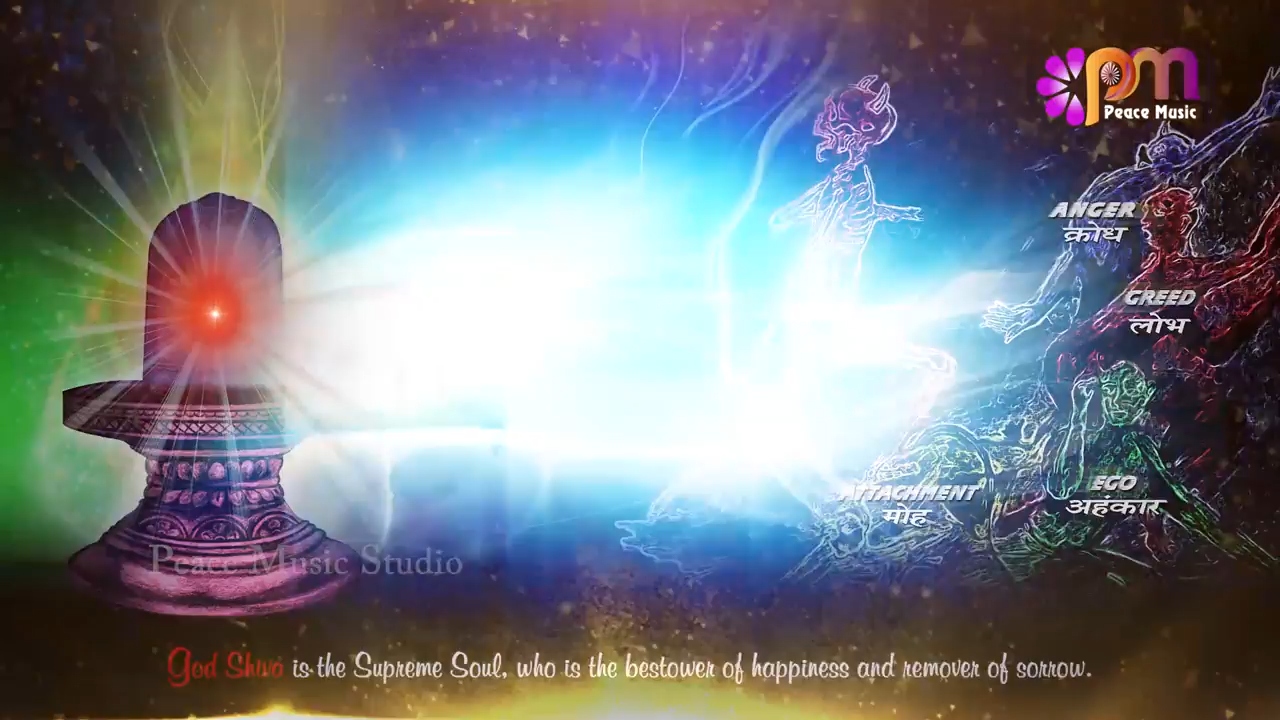 pm
Peace Music
ANGER
क्रोध
GREED
लोभ
ATTACHMENT
मोह
EGO
अहंकार
Peace Music Studio
God Shiva is the Supreme Soul, who is the bestower of happiness and remover of sorrow.